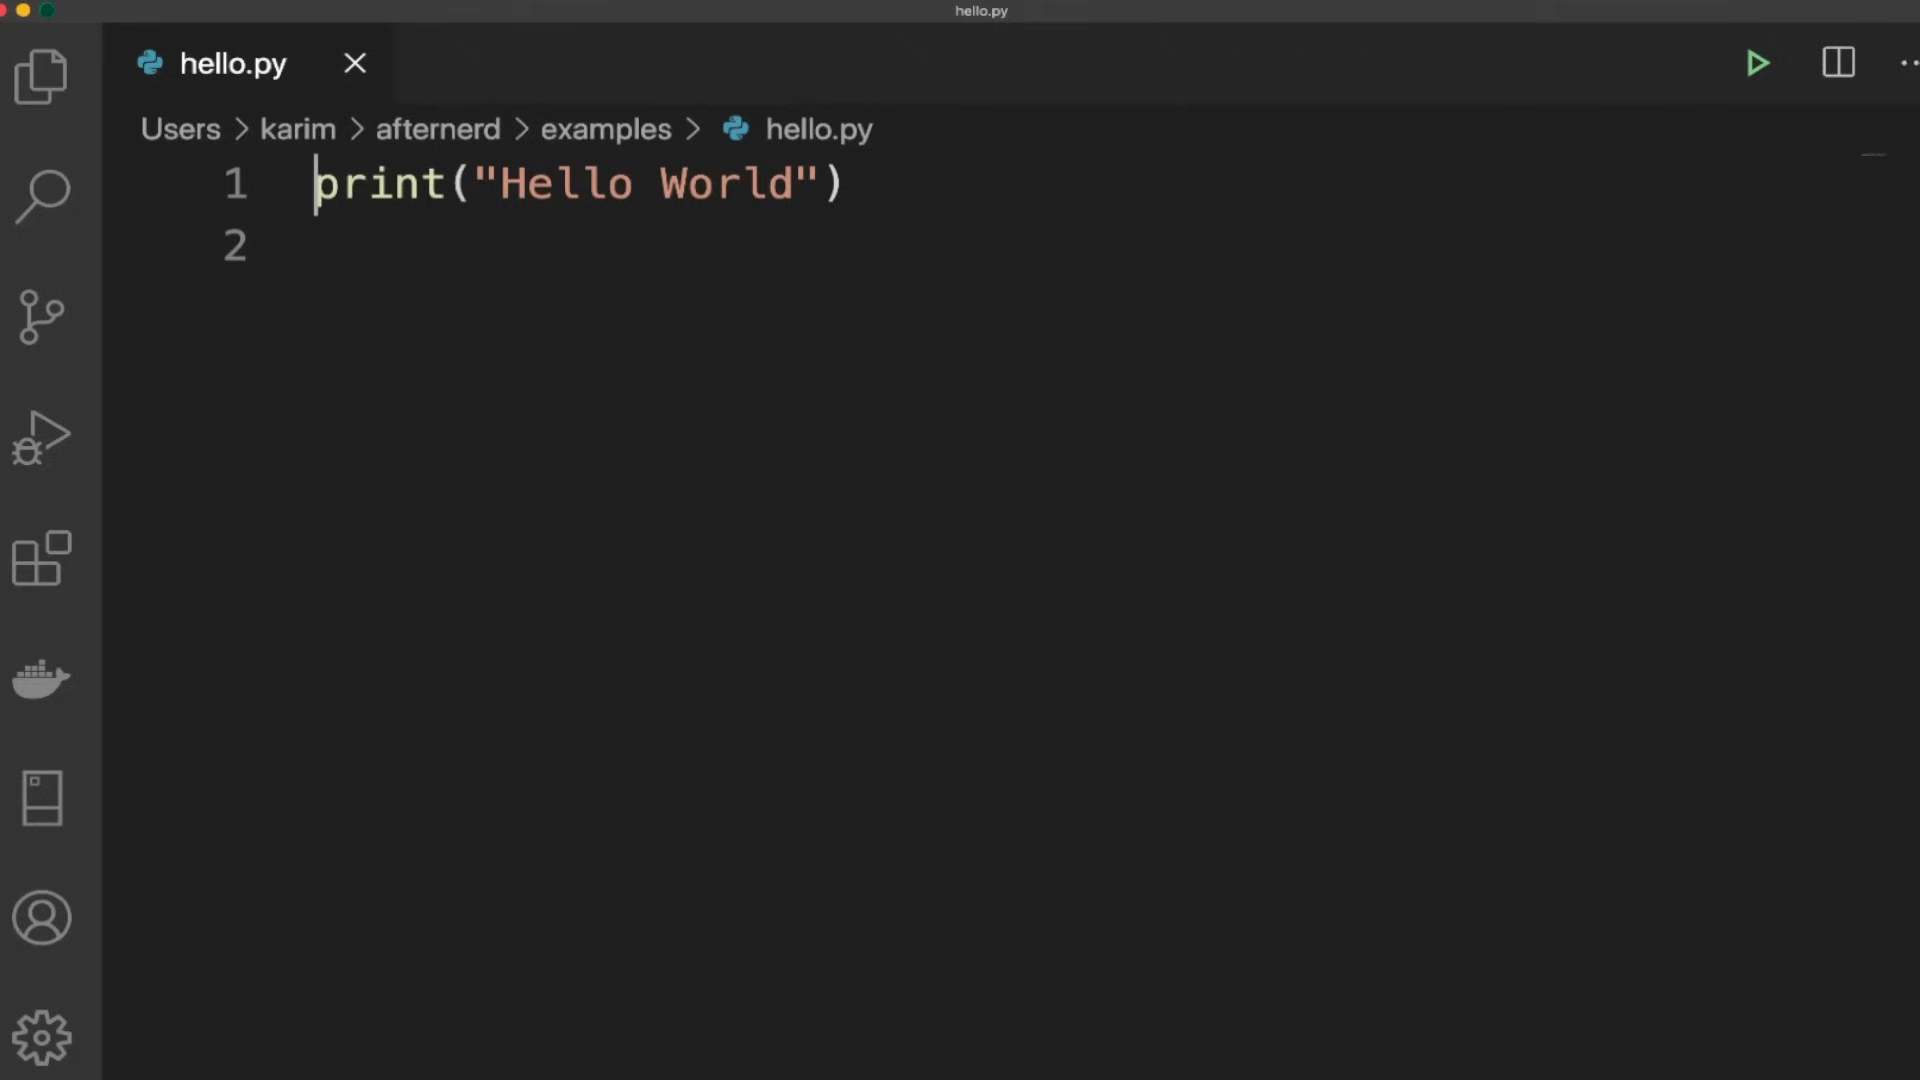 hello.py
hello.py
Users > karim > afternerd > examples > hello.py
1 print("Hello World")
2